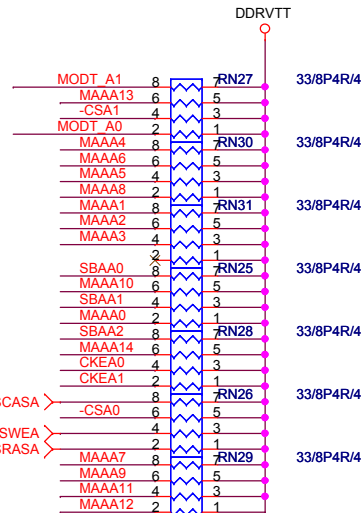 DDRVTT
MODT_A1 8 7 RN27 33/8P4R/4
MAAA13 6 5
-CSA1 4 3
MODT_A0 2 1
MAAA4 8 7 RN30 33/8P4R/4
MAAA6 6 5
MAAA5 4 3
MAAA8 2 1
MAAA1 8 7 RN31 33/8P4R/4
MAAA2 6 5
MAAA3 4 3
2 1
SBAA0 8 7 RN25 33/8P4R/4
MAAA10 6 5
SBAA1 4 3
MAAA0 2 1
SBAA2 8 7 RN28 33/8P4R/4
MAAA14 6 5
CKEA0 4 3
CKEA1 2 1
SCASA 8 7 RN26 33/8P4R/4
-CSA0 6 5
SWEA 4 3
SRASA 2 1
MAAA7 8 7 RN29 33/8P4R/4
MAAA9 6 5
MAAA11 4 3
MAAA12 2 1